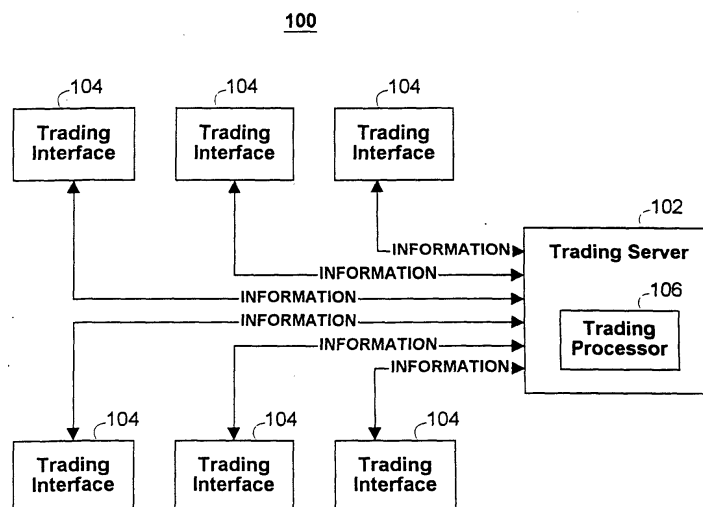 100
104
104
104
Trading
Interface
Trading
Interface
Trading
Interface
102
INFORMATION
INFORMATION
INFORMATION
INFORMATION
INFORMATION
INFORMATION
Trading Server
106
Trading
Processor
104
104
104
Trading
Interface
Trading
Interface
Trading
Interface